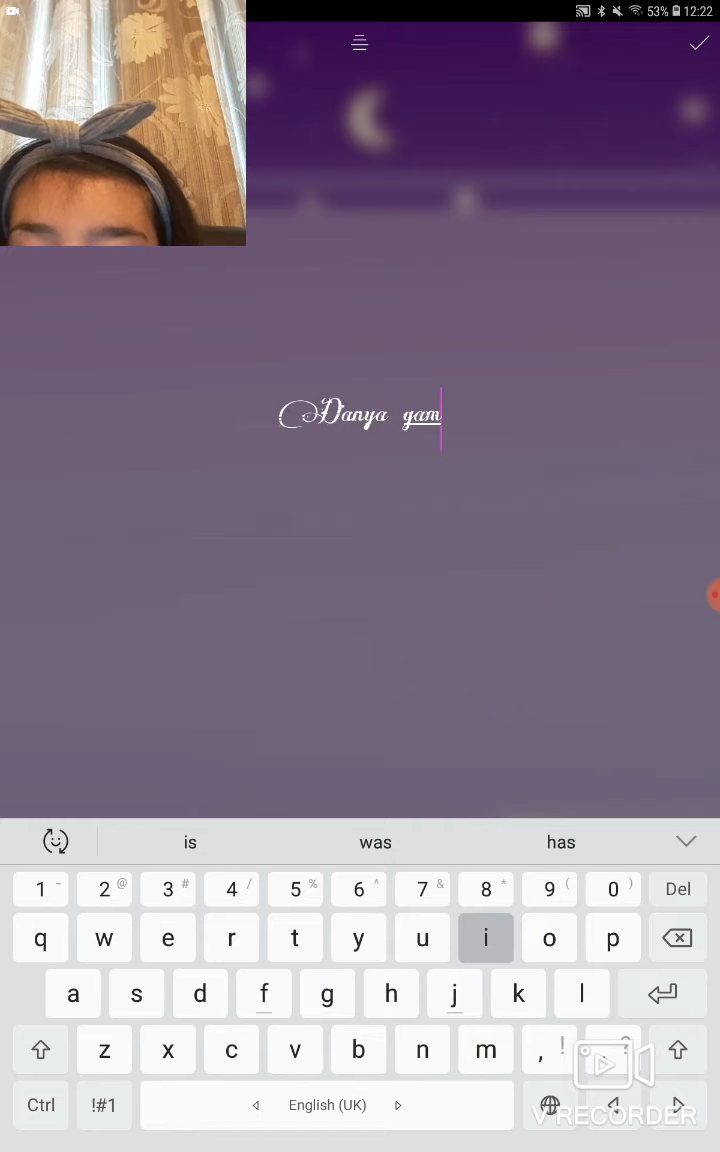 53% 12:22
Danya gam
is was has
1 - 2 @ 3 # 4 / 5 % 6 ^ 7 & 8 * 9 ( 0 ) Del
q w e r t y u i o p
a s d f g h j k l
z x c v b n m , ! ?
Ctrl !#1 English (UK)
V RECORDER